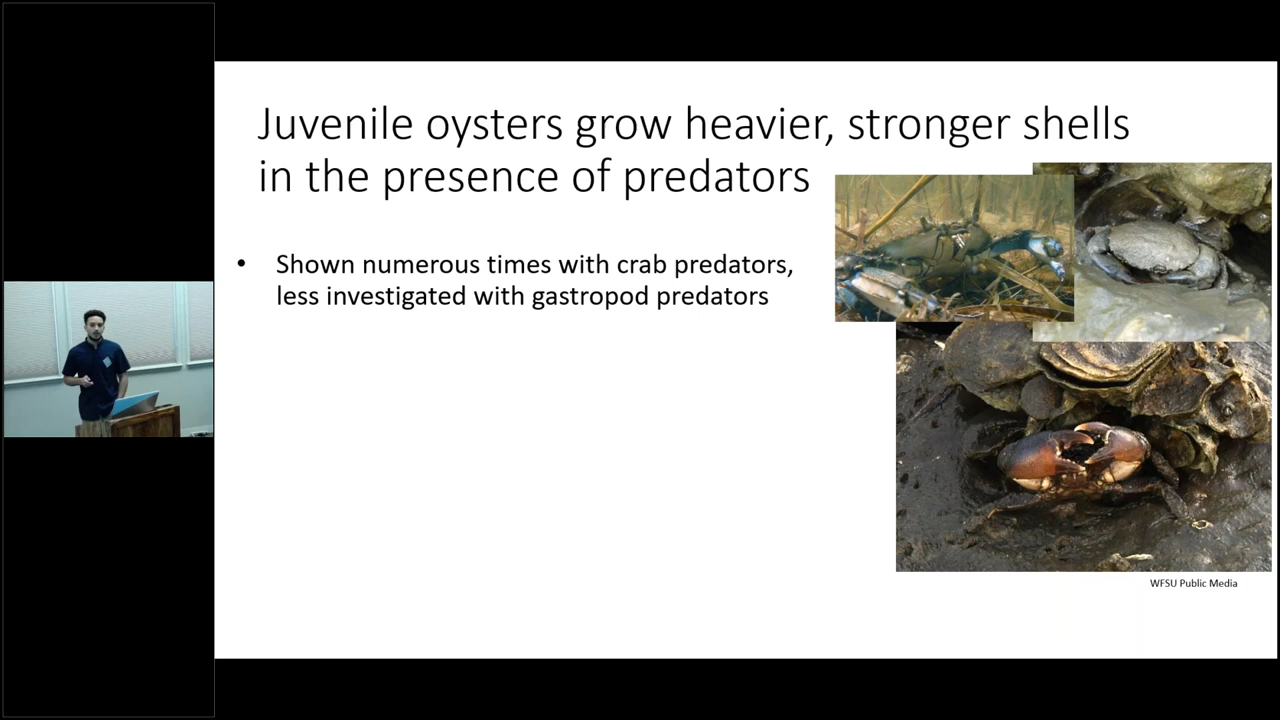 Juvenile oysters grow heavier, stronger shells
in the presence of predators
• Shown numerous times with crab predators,
less investigated with gastropod predators
WFSU Public Media